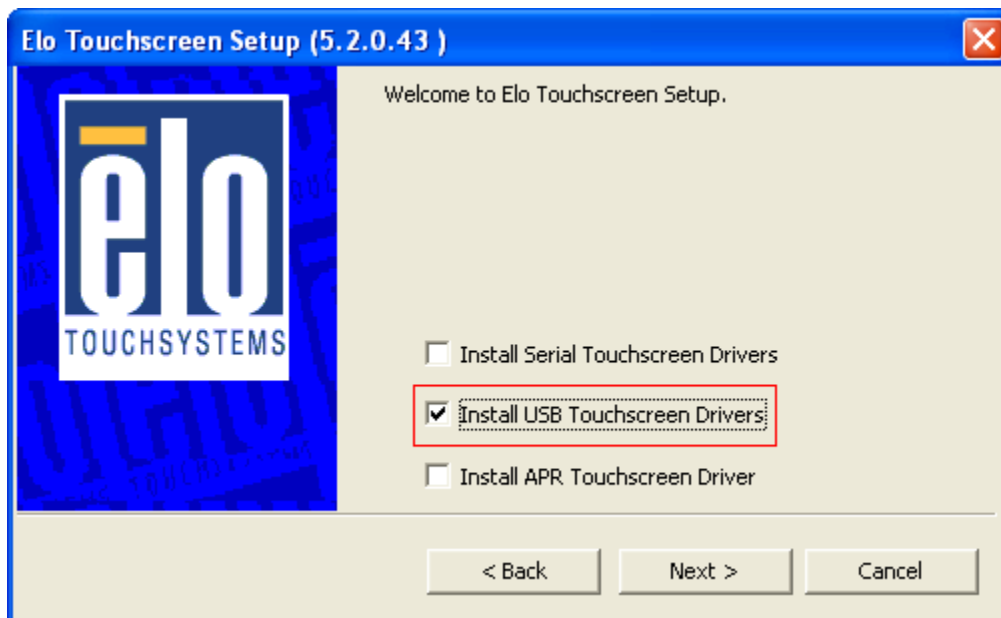 Elo Touchscreen Setup (5.2.0.43 )
Welcome to Elo Touchscreen Setup.
ēlo
TOUCHSYSTEMS
Install Serial Touchscreen Drivers
Install USB Touchscreen Drivers
Install APR Touchscreen Driver
< Back
Next >
Cancel